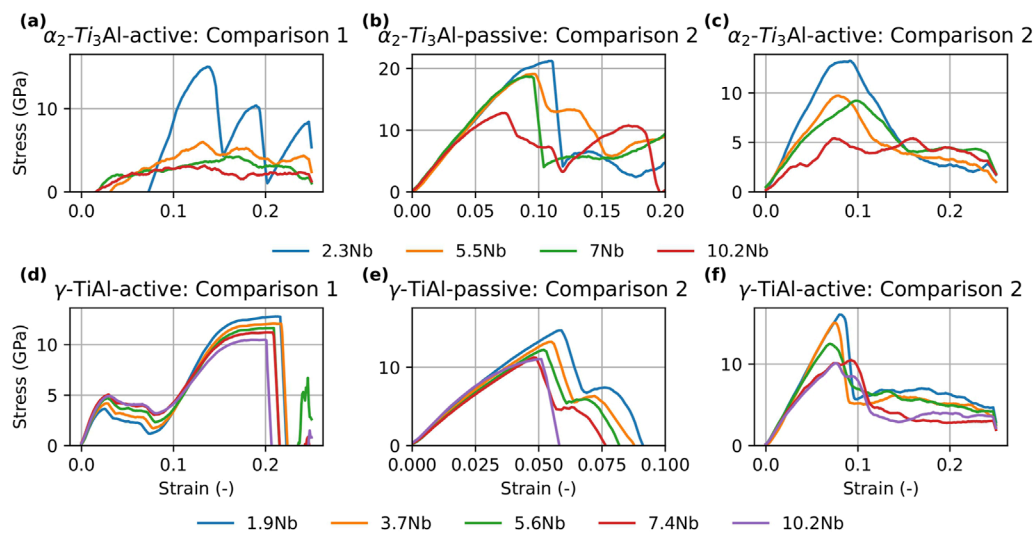 (a) (b) (c)
α₂-Ti₃Al-active: Comparison 1 α₂-Ti₃Al-passive: Comparison 2 α₂-Ti₃Al-active: Comparison 2
Stress (GPa)
10
0
0.0 0.1 0.2
20
10
0
0.00 0.05 0.10 0.15 0.20
10
5
0
0.0 0.1 0.2
2.3Nb 5.5Nb 7Nb 10.2Nb
(d) (e) (f)
γ-TiAl-active: Comparison 1 γ-TiAl-passive: Comparison 2 γ-TiAl-active: Comparison 2
Stress (GPa)
10
5
0
0.0 0.1 0.2
10
0
0.000 0.025 0.050 0.075 0.100
10
0
0.0 0.1 0.2
Strain (-) Strain (-) Strain (-)
1.9Nb 3.7Nb 5.6Nb 7.4Nb 10.2Nb